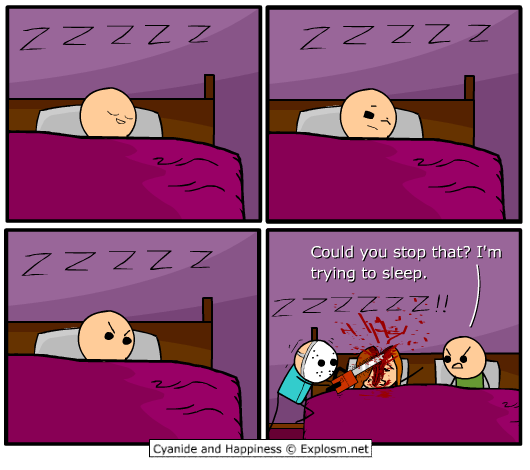 Z Z Z Z Z
Z Z Z Z Z
Z Z Z Z Z
Could you stop that? I'm
trying to sleep.
Z Z Z Z Z Z!!
Cyanide and Happiness © Explosm.net